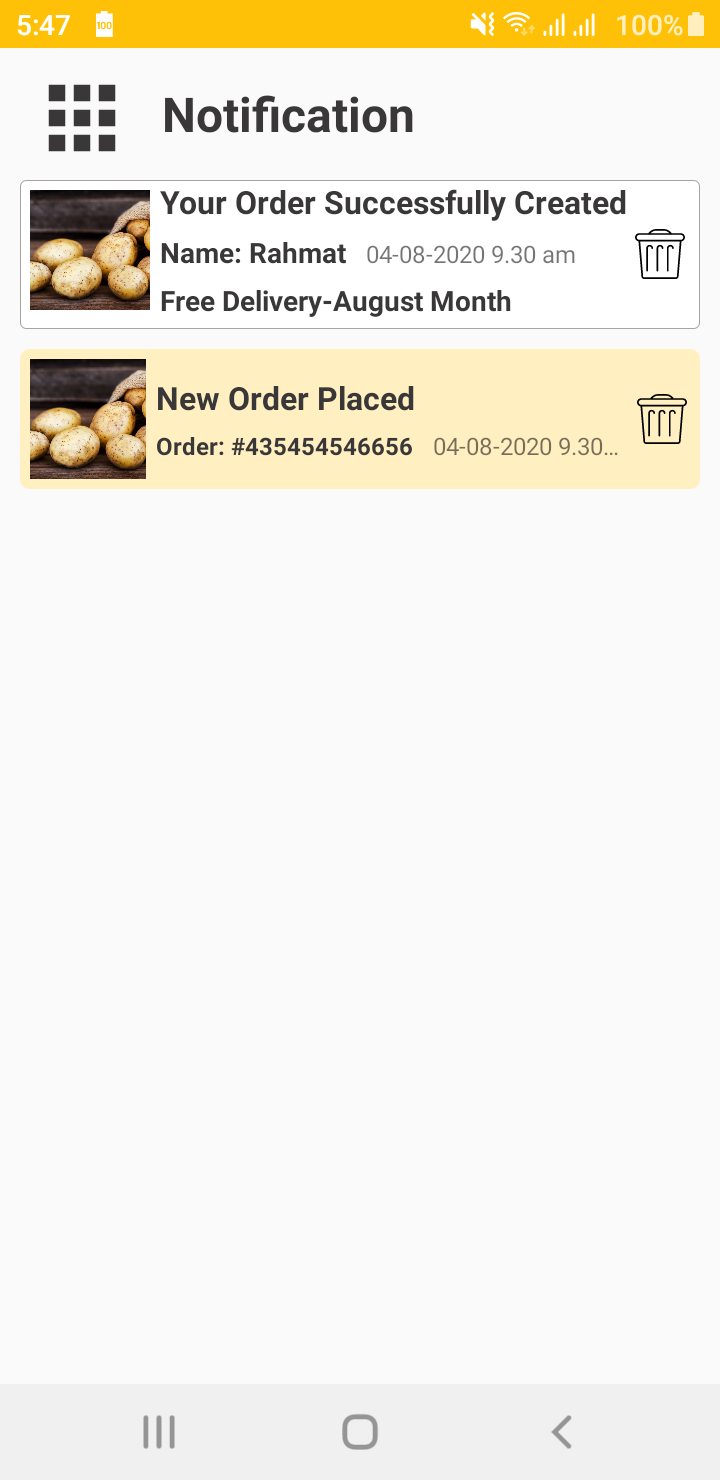 5:47 100 100%
Notification
Your Order Successfully Created
Name: Rahmat 04-08-2020 9.30 am
Free Delivery-August Month
New Order Placed
Order: #435454546656 04-08-2020 9.30...